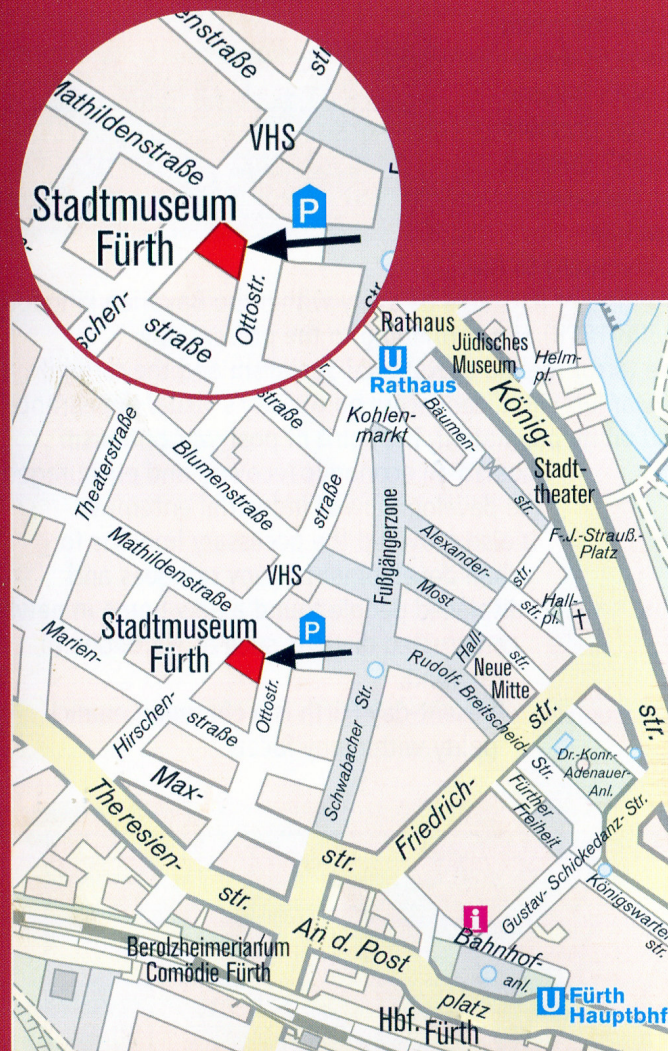 enstraße
str
Mathildenstraße
VHS
Stadtmuseum
Fürth
P
schen-
straße
Ottostr.
Str.
Rathaus
U
Rathaus
Jüdisches
Museum
Helm-
pl.
König-
str.
Kohlen-
markt
Bäumen-
str.
Stadt-
theater
F.-J.-Strauß.-
Platz
straße
Theaterstraße
Blumenstraße
straße
Fußgängerzone
Alexander-
str.
Mathildenstraße
VHS
Most
str.
Hall-
pl.
Marien-
Stadtmuseum
Fürth
P
Hall-
str.
Neue
Mitte
Rudolf- Breitscheid-
Str.
Hirschen-
straße
Ottostr.
Schwabacher Str.
Dr.-Konr.-
Adenauer-
Anl.
Max-
str.
Friedrich-
str.
Fürther
Freiheit
Theresien-
str.
Gustav- Schickedanz- Str.
Königswarter
str.
i
Bahnhof-
anl.
platz
An d. Post
Berolzheimerianum
Comödie Fürth
U
Fürth
Hauptbhf
Hbf. Fürth